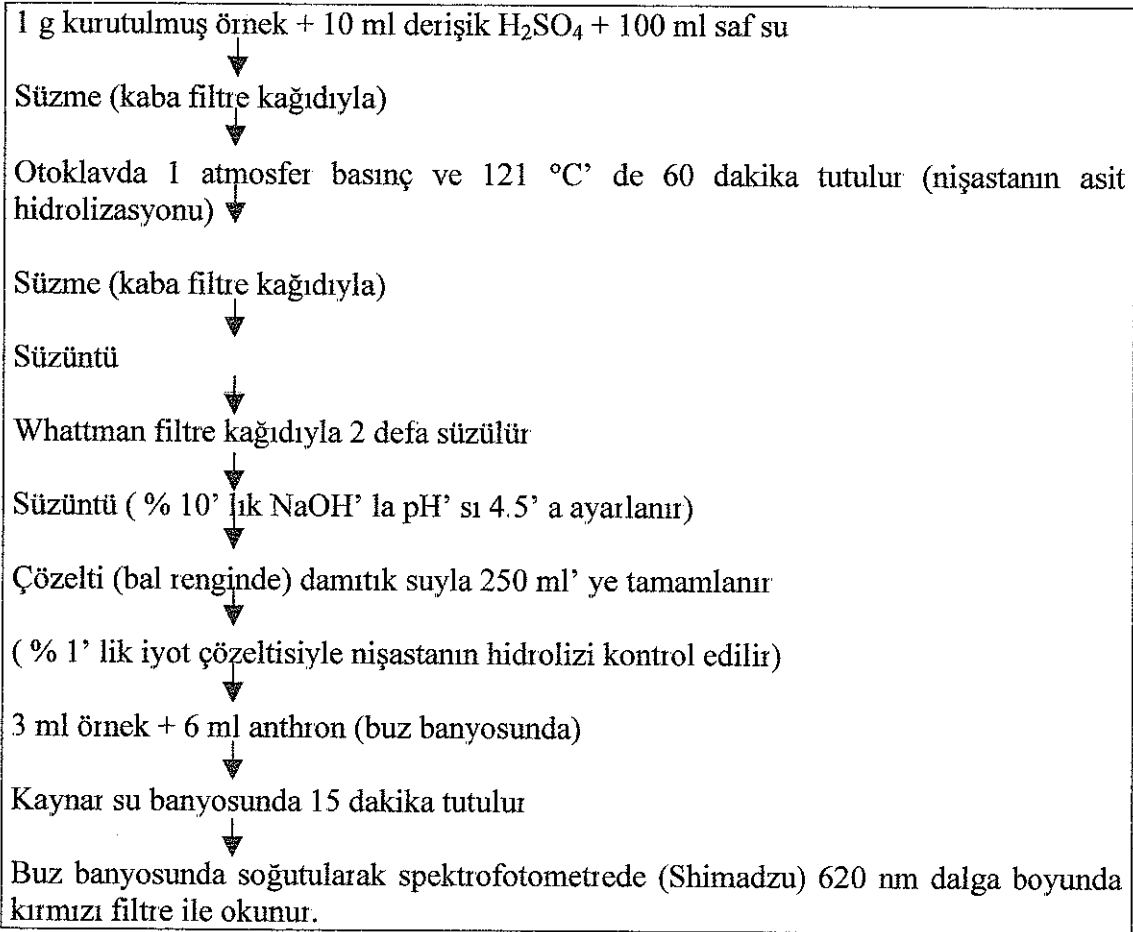 1 g kurutulmuş örnek + 10 ml derişik H₂SO₄ + 100 ml saf su
Süzme (kaba filtre kağıdıyla)
Otoklavda 1 atmosfer basınç ve 121 °C’ de 60 dakika tutulur (nişastanın asit
hidrolizasyonu)
Süzme (kaba filtre kağıdıyla)
Süzüntü
Whattman filtre kağıdıyla 2 defa süzülür
Süzüntü ( % 10’ luk NaOH’ la pH’ sı 4.5’ a ayarlanır)
Çözelti (bal renginde) damıtık suyla 250 ml’ ye tamamlanır
( % 1’ lik iyot çözeltisiyle nişastanın hidrolizi kontrol edilir)
3 ml örnek + 6 ml anthron (buz banyosunda)
Kaynar su banyosunda 15 dakika tutulur
Buz banyosunda soğutularak spektrofotometrede (Shimadzu) 620 nm dalga boyunda
kırmızı filtre ile okunur.